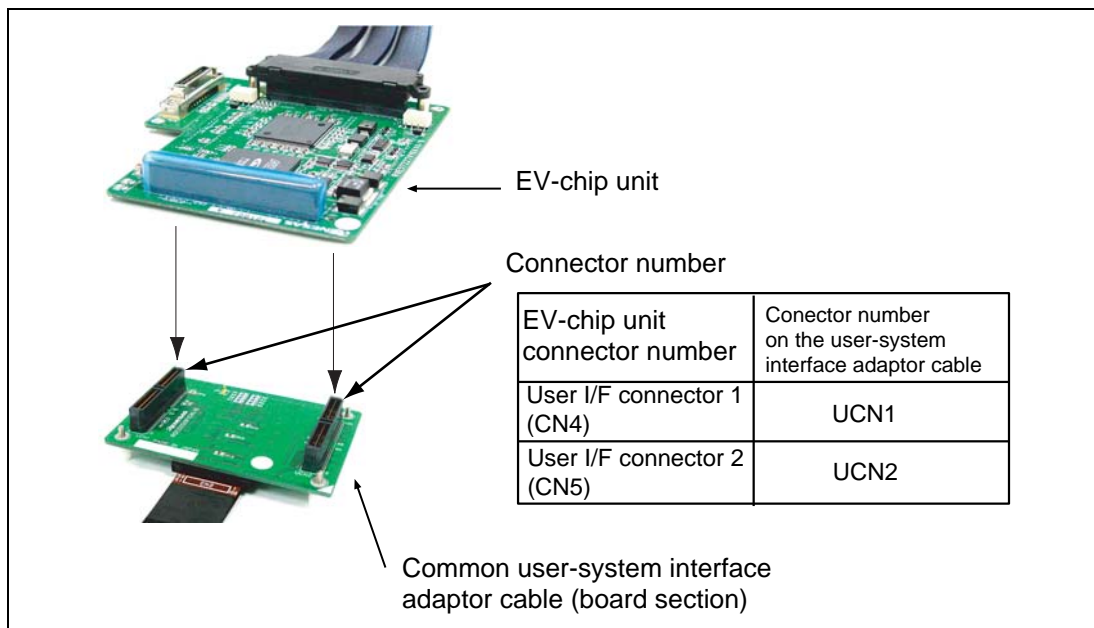 EV-chip unit
Connector number
EV-chip unit
connector number
Conector number
on the user-system
interface adaptor cable
User I/F connector 1
(CN4)
UCN1
User I/F connector 2
(CN5)
UCN2
Common user-system interface
adaptor cable (board section)